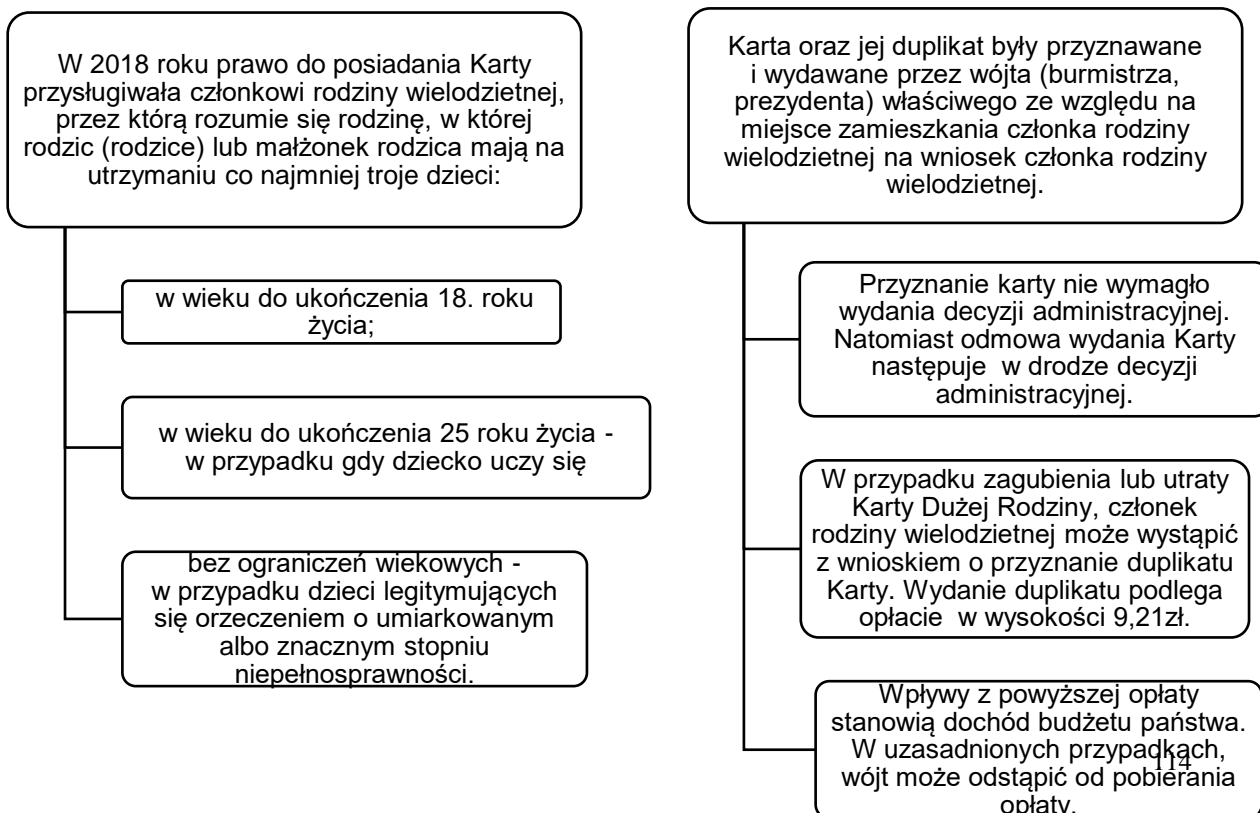 W 2018 roku prawo do posiadania Karty
przysługiwała członkowi rodziny wielodzietnej,
przez którą rozumie się rodzinę, w której
rodzic (rodzice) lub małżonek rodzica mają na
utrzymaniu co najmniej troje dzieci:
w wieku do ukończenia 18. roku
życia;
w wieku do ukończenia 25 roku życia -
w przypadku gdy dziecko uczy się
bez ograniczeń wiekowych -
w przypadku dzieci legitymujących
się orzeczeniem o umiarkowanym
albo znacznym stopniu
niepełnosprawności.
Karta oraz jej duplikat były przyznawane
i wydawane przez wójta (burmistrza,
prezydenta) właściwego ze względu na
miejsce zamieszkania członka rodziny
wielodzietnej na wniosek członka rodziny
wielodzietnej.
Przyznanie karty nie wymagło
wydania decyzji administracyjnej.
Natomiast odmowa wydania Karty
następuje w drodze decyzji
administracyjnej.
W przypadku zagubienia lub utraty
Karty Dużej Rodziny, członek
rodziny wielodzietnej może wystąpić
z wnioskiem o przyznanie duplikatu
Karty. Wydanie duplikatu podlega
opłacie w wysokości 9,21zł.
Wpływy z powyższej opłaty
stanowią dochód budżetu państwa.
W uzasadnionych przypadkach,
wójt może odstąpić od pobierania
opłaty.
114